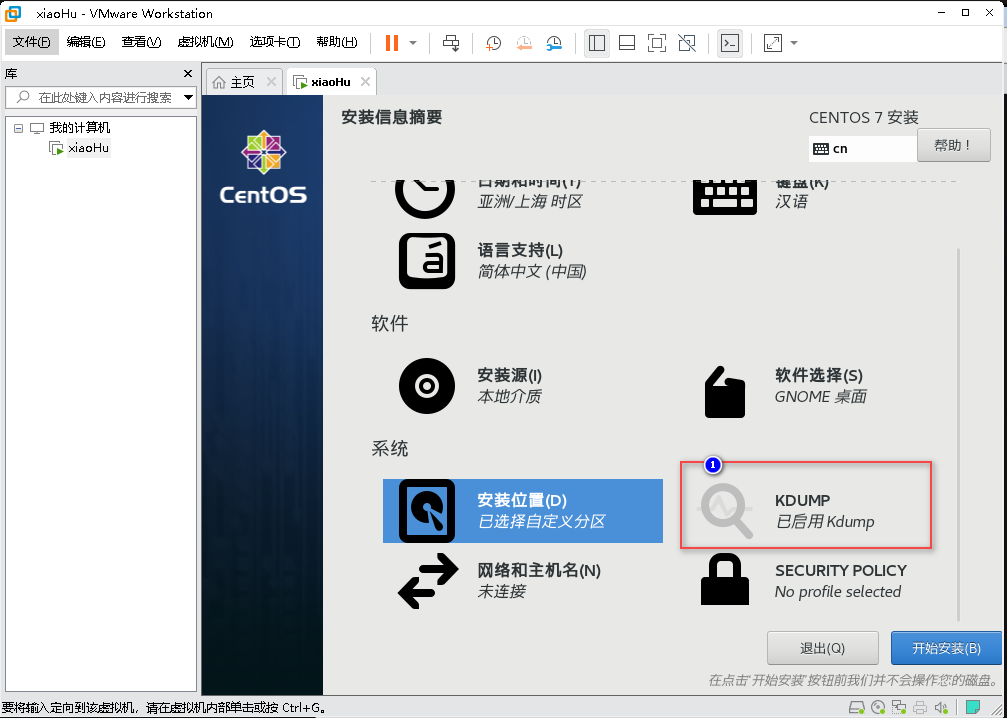 xiaoHu - VMware Workstation
文件(F) 编辑(E) 查看(V) 虚拟机(M) 选项卡(T) 帮助(H)
库
在此处键入内容进行搜索
我的计算机
xiaoHu
主页 xiaoHu
CentOS
安装信息摘要
CENTOS 7 安装
cn
帮助！
日期和时间(T)
亚洲/上海 时区
键盘(K)
汉语
语言支持(L)
简体中文 (中国)
软件
安装源(I)
本地介质
软件选择(S)
GNOME 桌面
系统
安装位置(D)
已选择自定义分区
1
KDUMP
已启用 Kdump
网络和主机名(N)
未连接
SECURITY POLICY
No profile selected
退出(Q)
开始安装(B)
在点击'开始安装'按钮前我们并不会操作您的磁盘。
要将输入定向到该虚拟机，请在虚拟机内部单击或按 Ctrl+G。